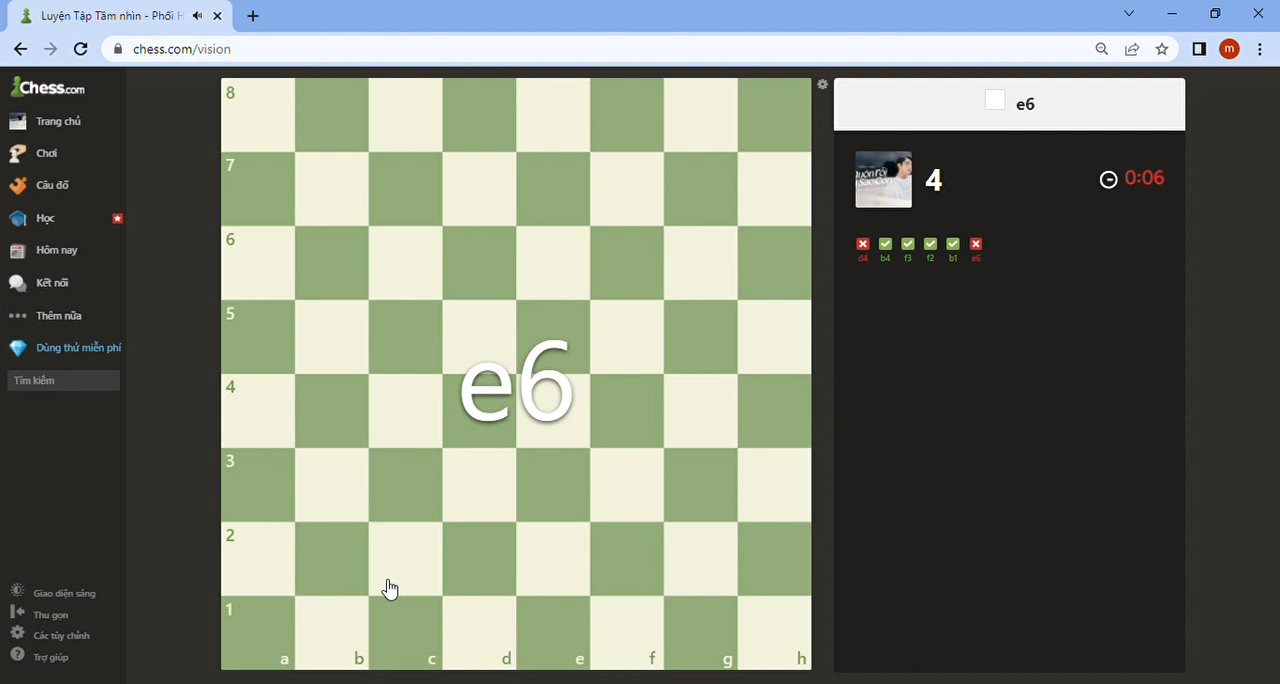 Luyện Tập Tầm nhìn - Phối H
chess.com/vision
m
Chess.com
Trang chủ
Chơi
Câu đố
Học
Hôm nay
Kết nối
Thêm nữa
Dùng thử miễn phí
Tìm kiếm
Giao diện sáng
Thu gọn
Các tùy chỉnh
Trợ giúp
8
7
6
5
4
3
2
1
a b c d e f g h
e6
e6
4
0:06
d4 b4 f3 f2 b1 e6